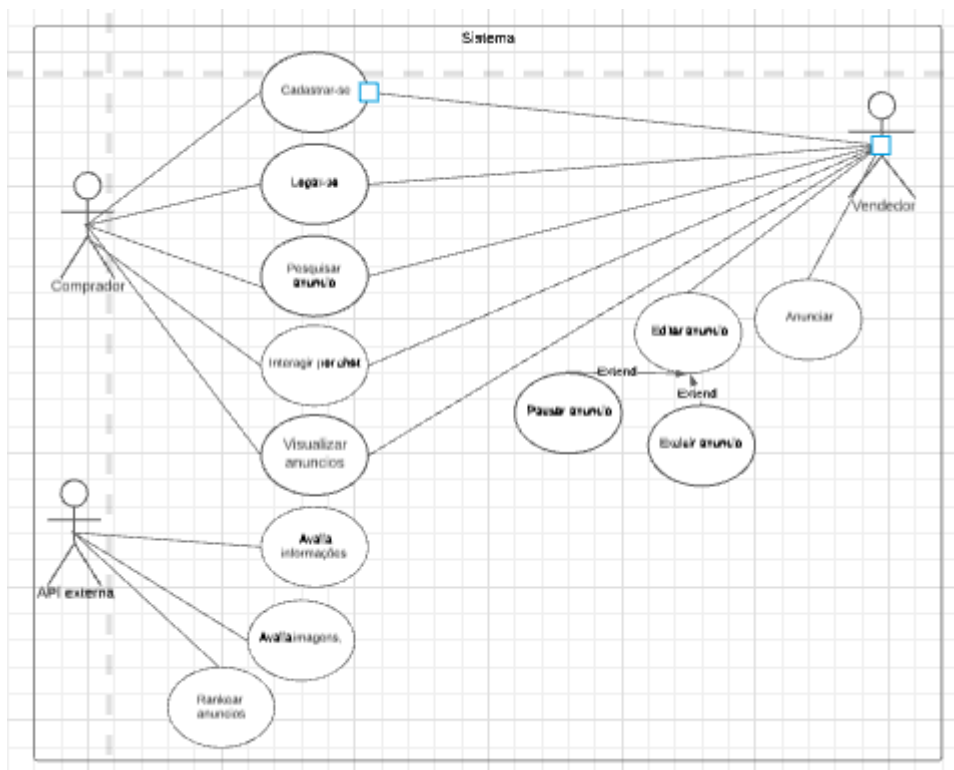 Sistema
Cadastrar-se
Logar-se
Vendedor
Pesquisar
anuncio
Comprador
Anunciar
Editar anuncio
Interagir por chat
Extend
Extend
Pausar anuncio
Visualizar
anuncios
Excluir anuncio
Avalia
informações
API externa
Avalia imagens.
Rankear
anuncios